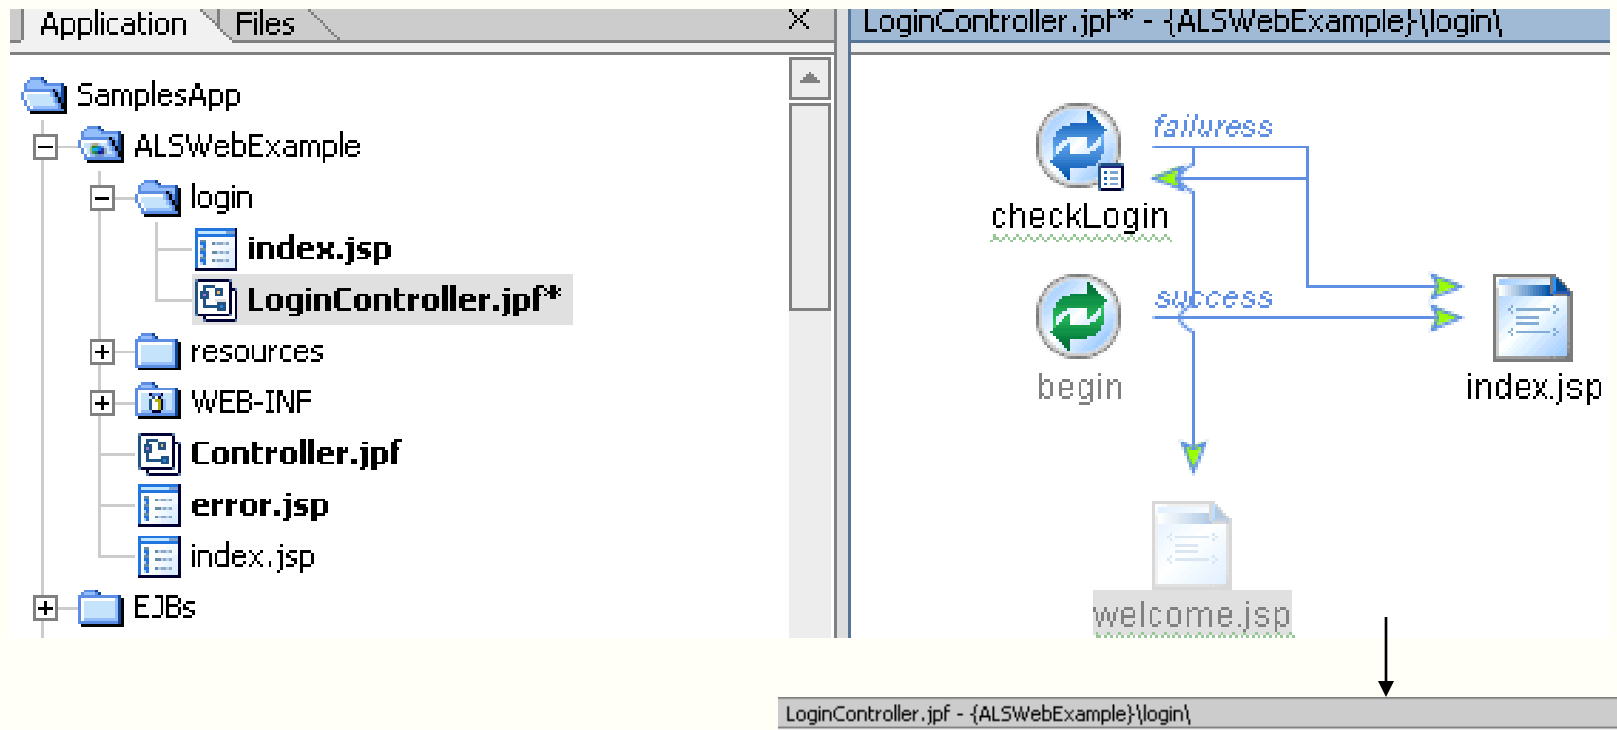 Application Files
SamplesApp
ALSWebExample
login
index.jsp
LoginController.jpf*
resources
WEB-INF
Controller.jpf
error.jsp
index.jsp
EJBs
LoginController.jpf* - {ALSWebExample}\login\
failuress
checkLogin
success
begin
index.jsp
welcome.jsp
LoginController.jpf - {ALSWebExample}\login\